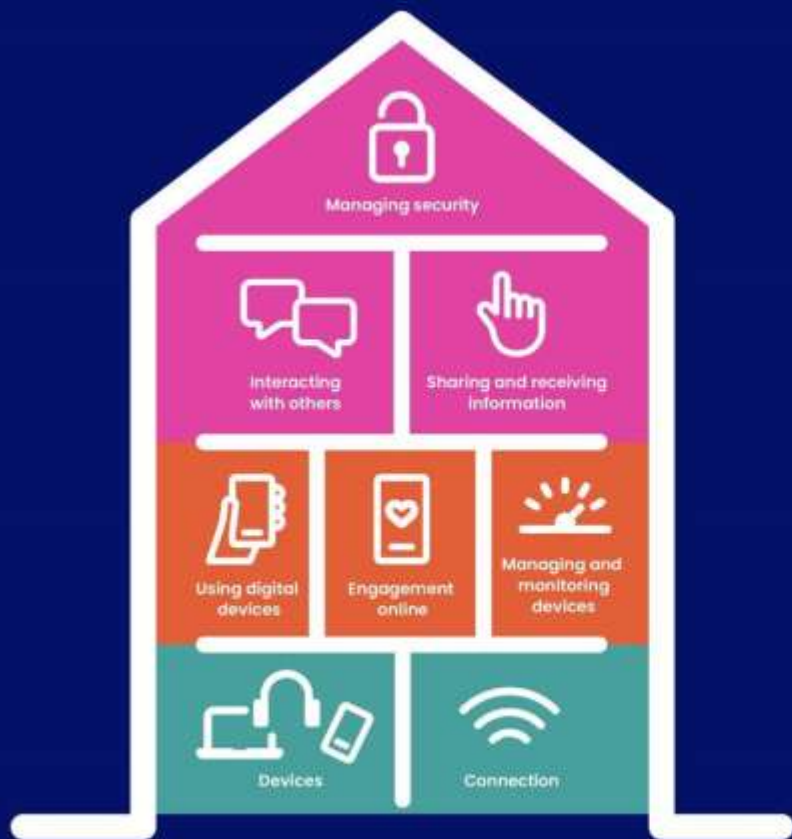 Managing security
Interacting
with others
Sharing and receiving
information
Using digital
devices
Engagement
online
Managing and
monitoring
devices
Devices
Connection